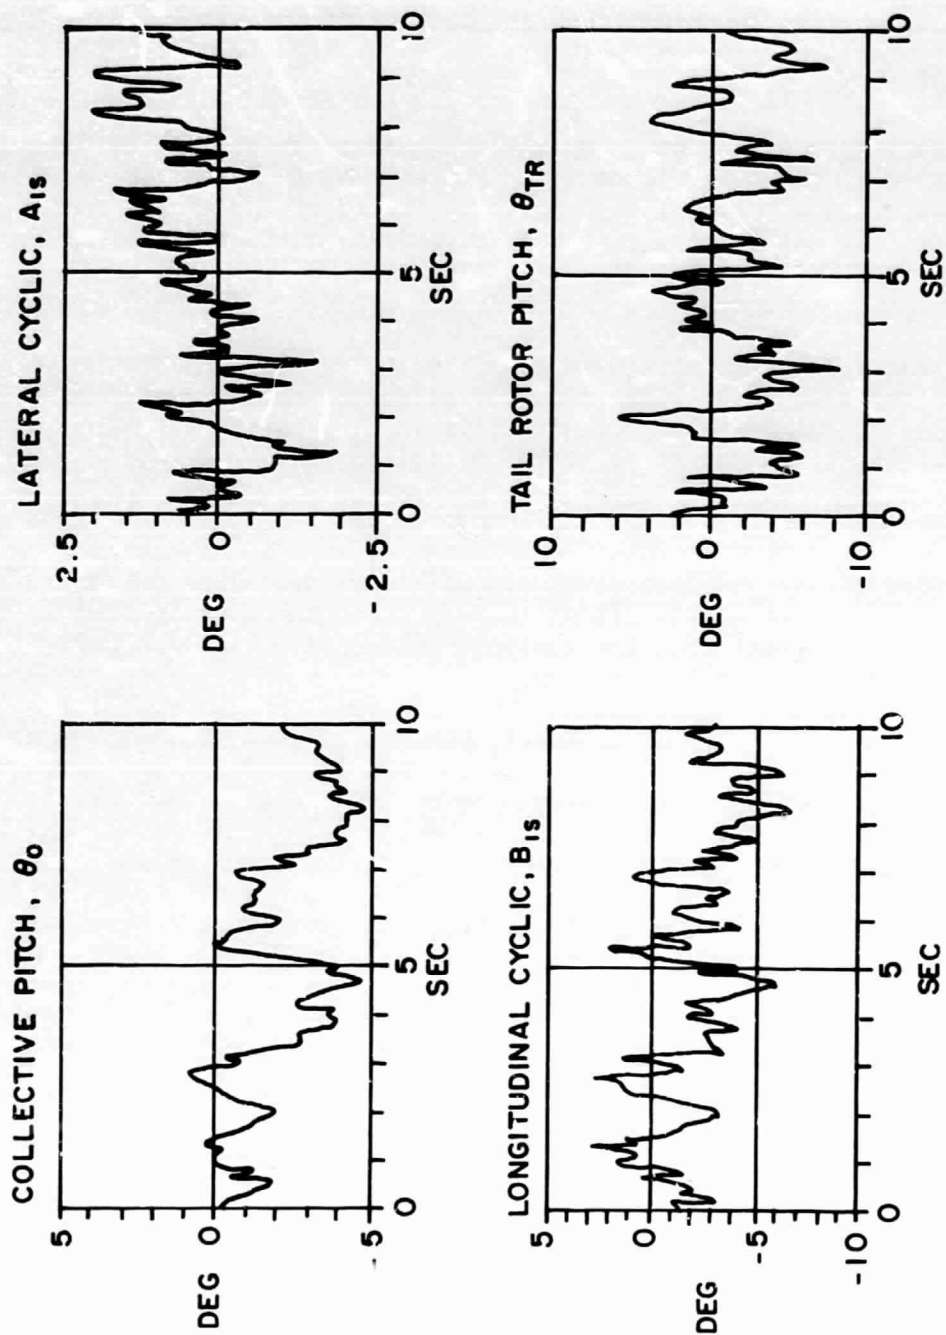 COLLECTIVE PITCH, θ0
5
0
-5
DEG
0
5
10
SEC
LATERAL CYCLIC, A1s
2.5
0
-2.5
DEG
0
5
10
SEC
LONGITUDINAL CYCLIC, B1s
5
0
-5
-10
DEG
0
5
10
SEC
TAIL ROTOR PITCH, θTR
10
0
-10
DEG
0
5
10
SEC